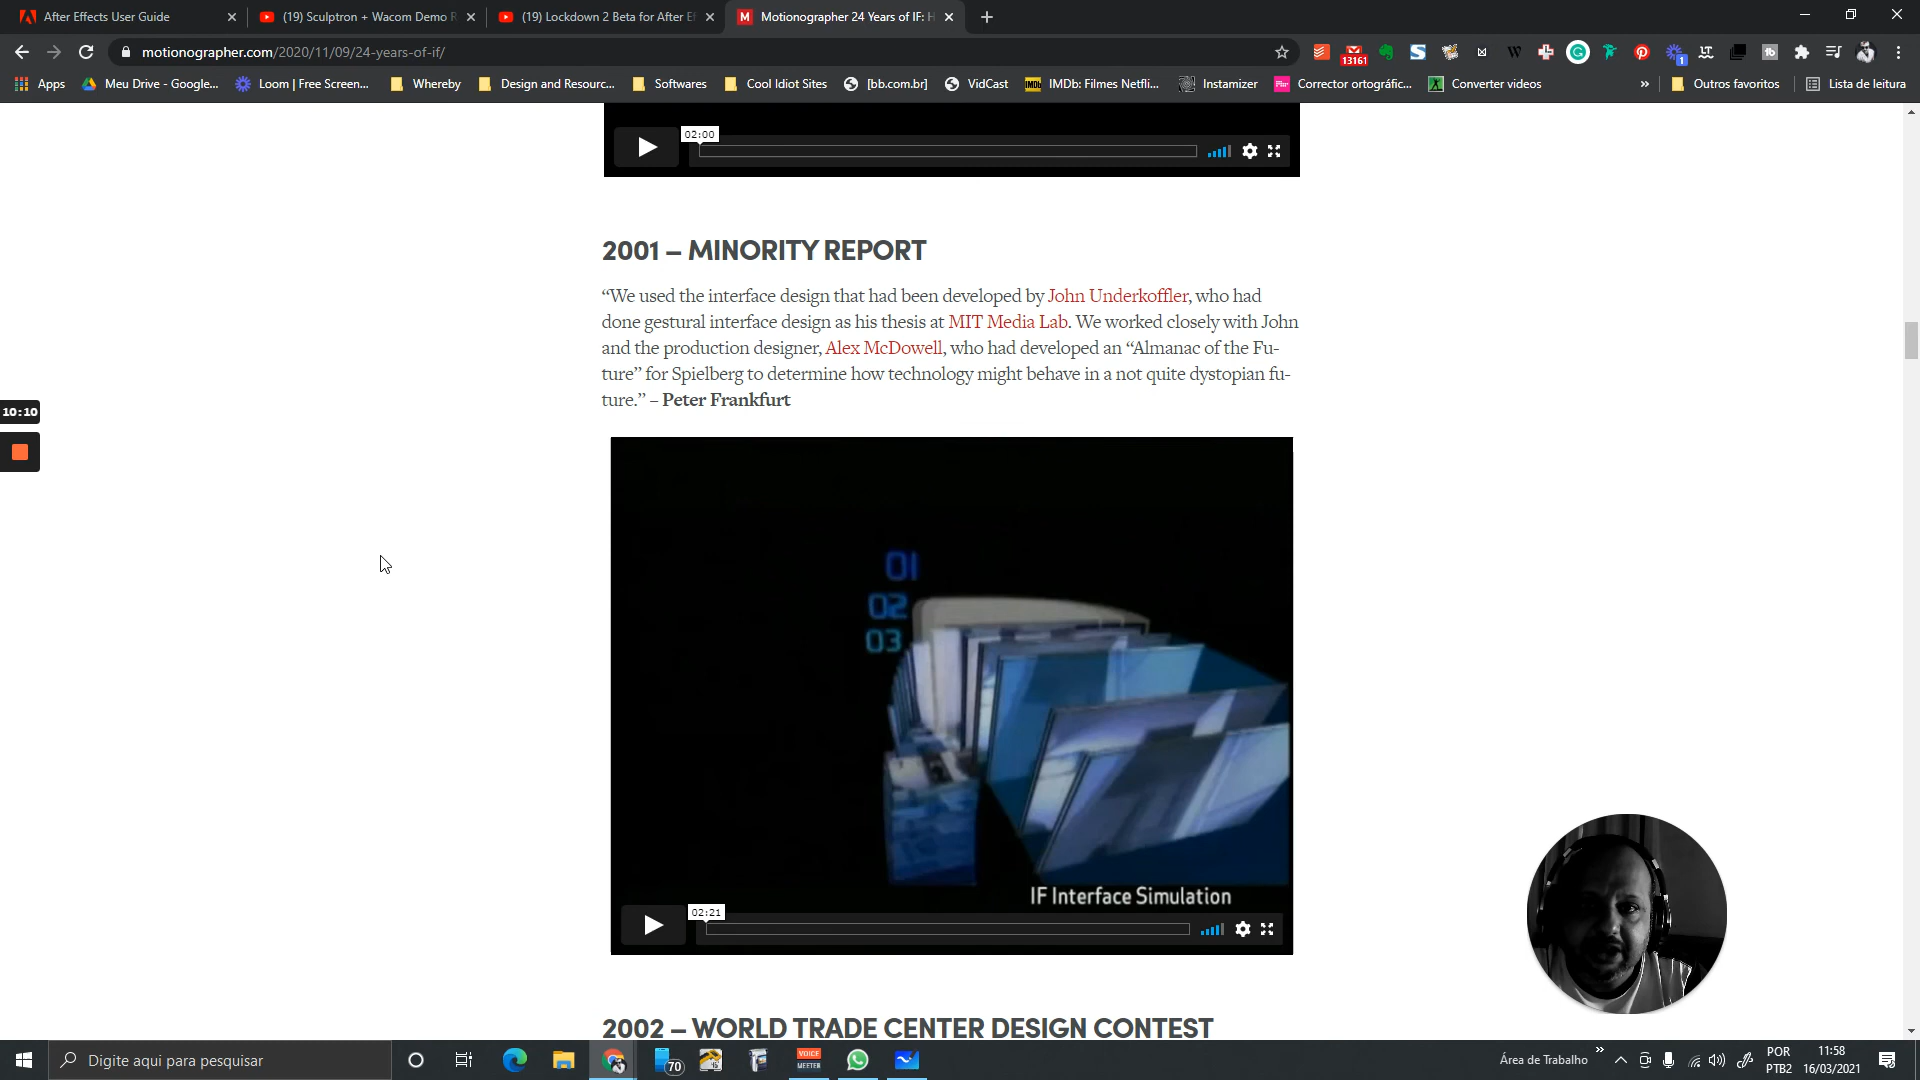 After Effects User Guide
(19) Sculptron + Wacom Demo R
(19) Lockdown 2 Beta for After Ef
Motionographer 24 Years of IF: H
motionographer.com/2020/11/09/24-years-of-if/
13161
1
Apps
Meu Drive - Google...
Loom | Free Screen...
Whereby
Design and Resourc...
Softwares
Cool Idiot Sites
[bb.com.br]
VidCast
IMDb: Filmes Netfli...
Instamizer
Corrector ortográfic...
Converter videos
»
Outros favoritos
Lista de leitura
02:00
2001 – MINORITY REPORT
“We used the interface design that had been developed by John Underkoffler, who had
done gestural interface design as his thesis at MIT Media Lab. We worked closely with John
and the production designer, Alex McDowell, who had developed an “Almanac of the Fu-
ture” for Spielberg to determine how technology might behave in a not quite dystopian fu-
ture.” – Peter Frankfurt
10:10
01
02
03
IF Interface Simulation
02:21
2002 – WORLD TRADE CENTER DESIGN CONTEST
Digite aqui para pesquisar
70
VOICE
MEETER
Área de Trabalho
»
POR
PTB2
11:58
16/03/2021